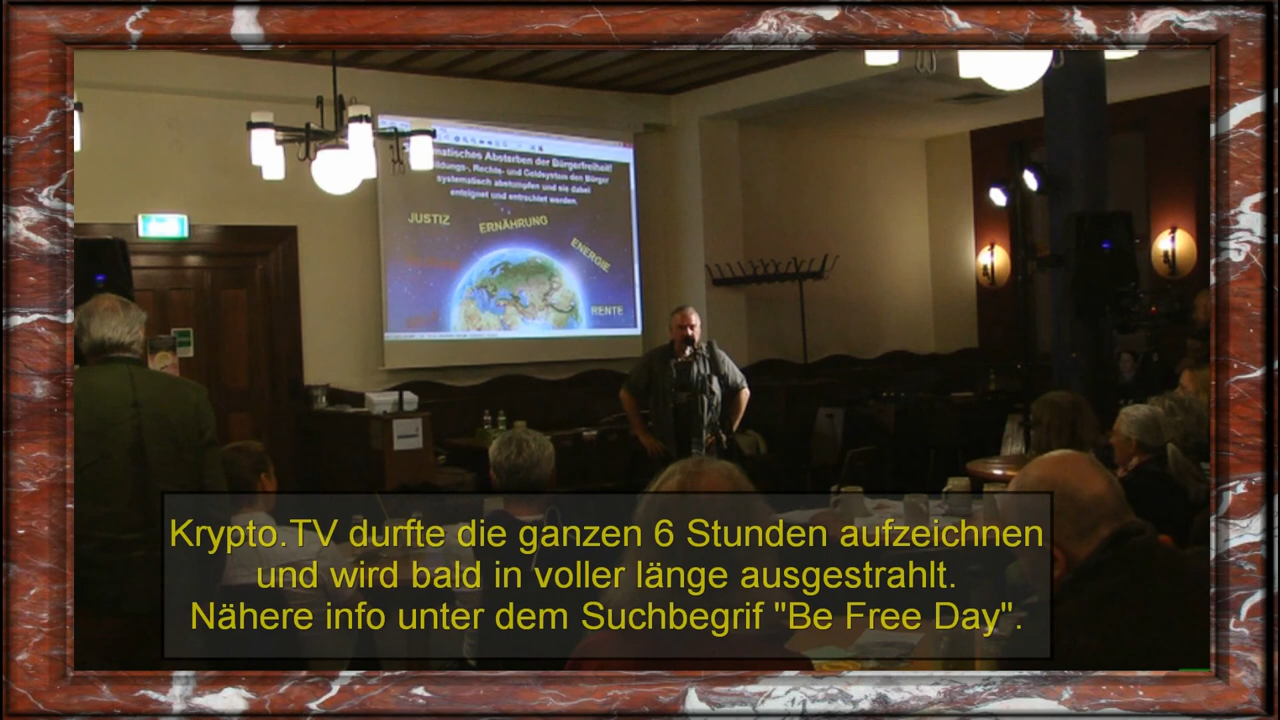 matisches Absterben der Bürgerfreiheit!
ildungs-, Rechts- und Geldsystem den Bürger
systematisch abstumpfen und sie dabei
enteignet und entrechtet werden.
JUSTIZ
ERNÄHRUNG
ENERGIE
RENTE
Krypto.TV durfte die ganzen 6 Stunden aufzeichnen
und wird bald in voller länge ausgestrahlt.
Nähere info unter dem Suchbegrif "Be Free Day".